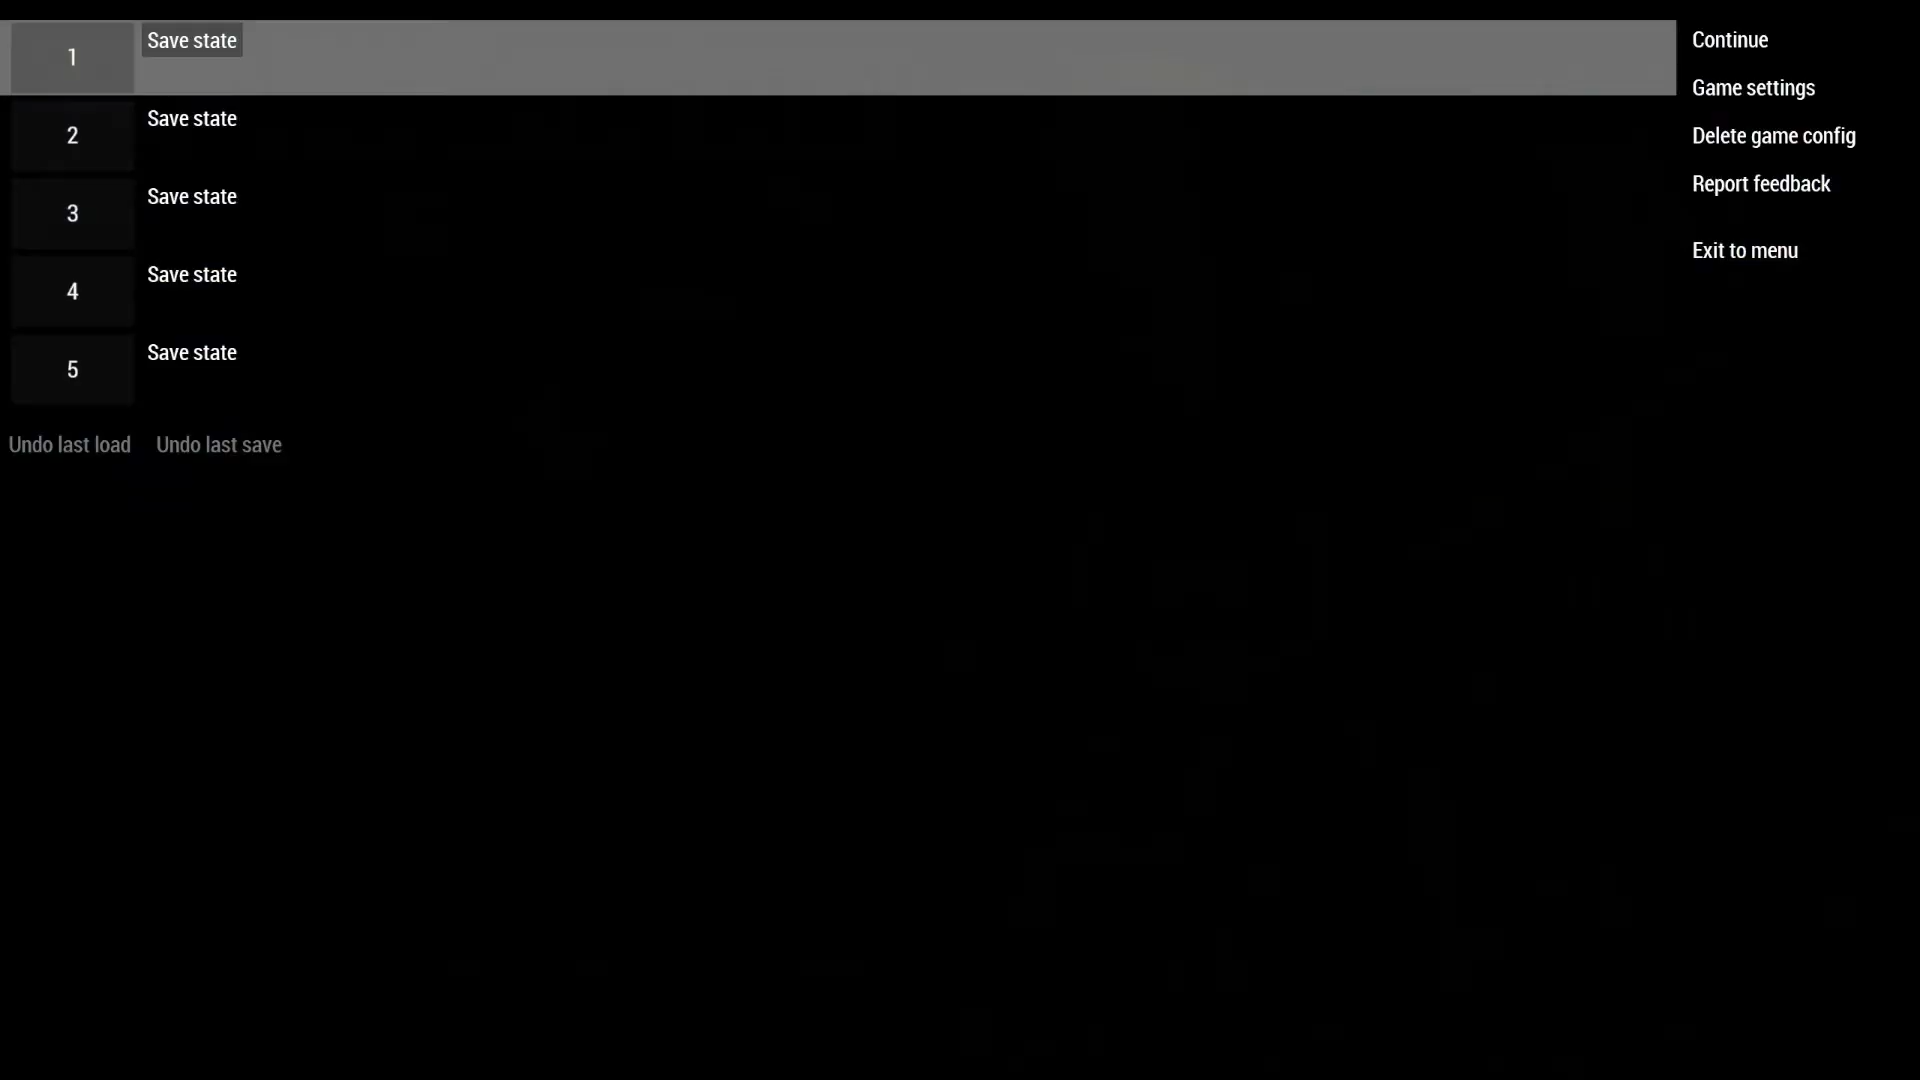 1
Save state
2
Save state
3
Save state
4
Save state
5
Save state
Undo last load
Undo last save
Continue
Game settings
Delete game config
Report feedback
Exit to menu